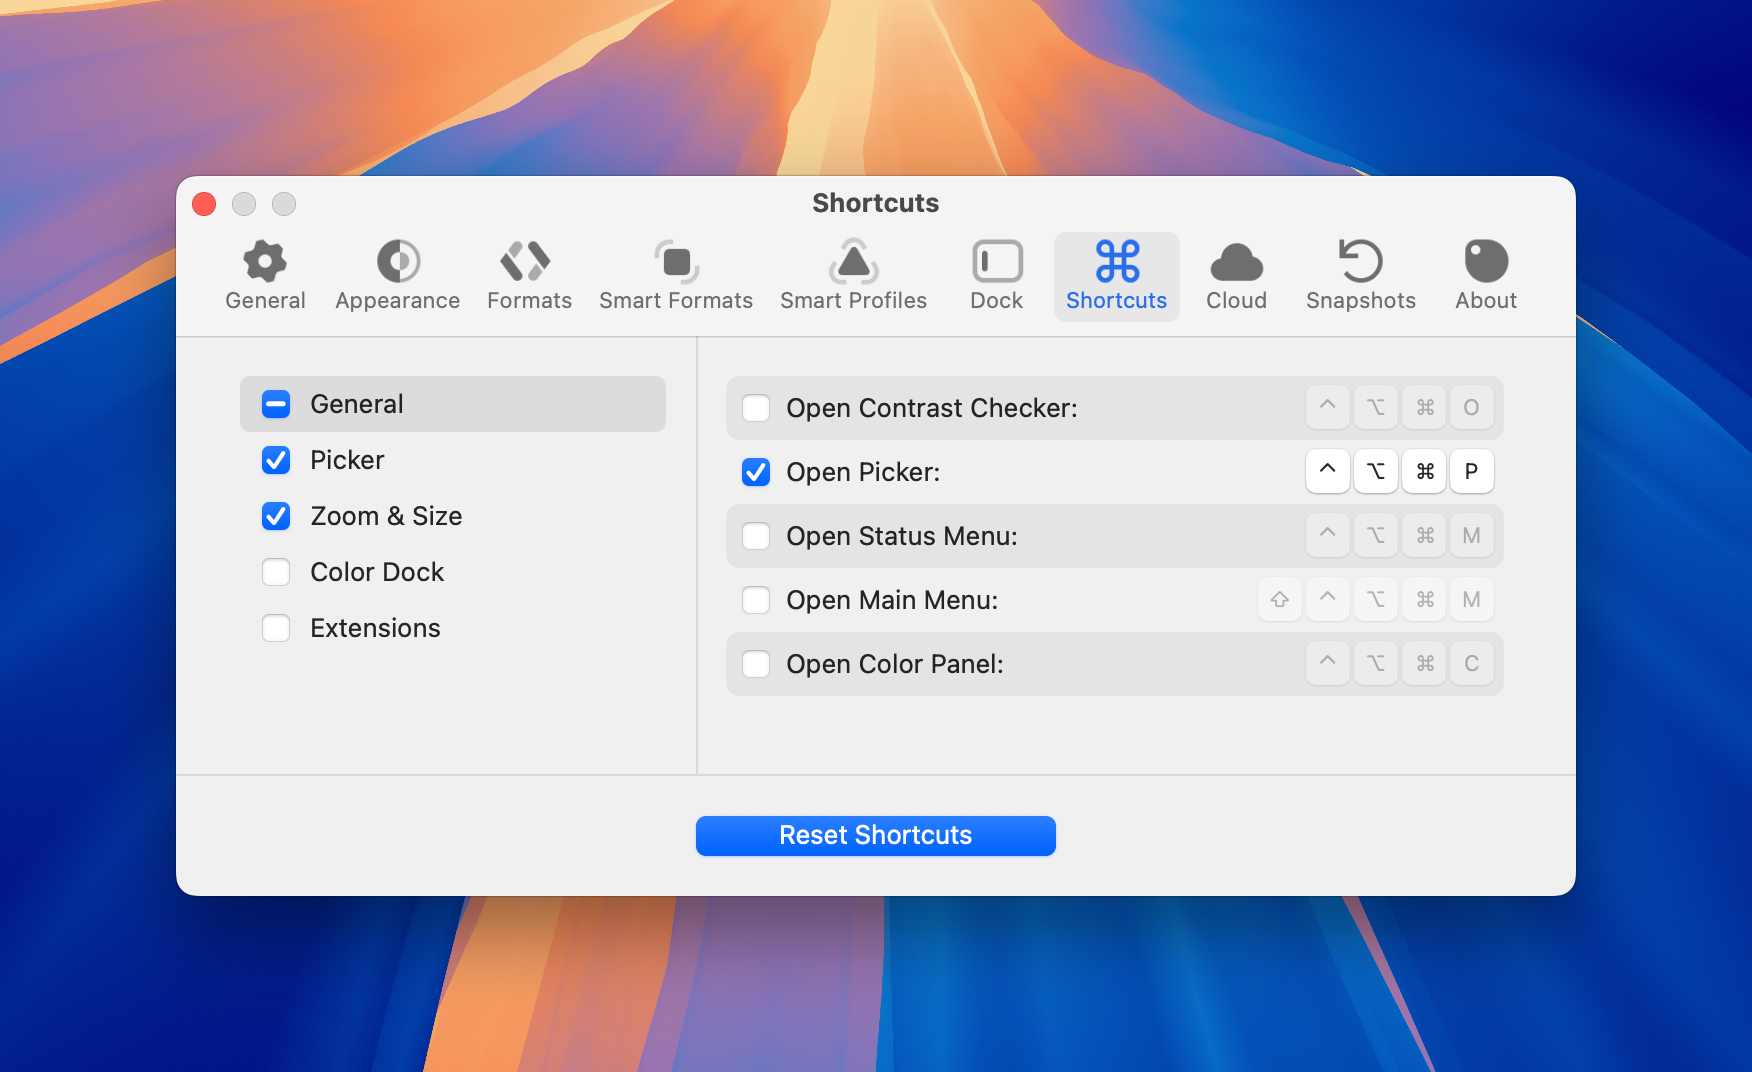 Shortcuts
General Appearance Formats Smart Formats Smart Profiles Dock Shortcuts Cloud Snapshots About
General
Picker
Zoom & Size
Color Dock
Extensions
Open Contrast Checker: ^ ⌥ ⌘ O
Open Picker: ^ ⌥ ⌘ P
Open Status Menu: ^ ⌥ ⌘ M
Open Main Menu: ⇧ ^ ⌥ ⌘ M
Open Color Panel: ^ ⌥ ⌘ C
Reset Shortcuts